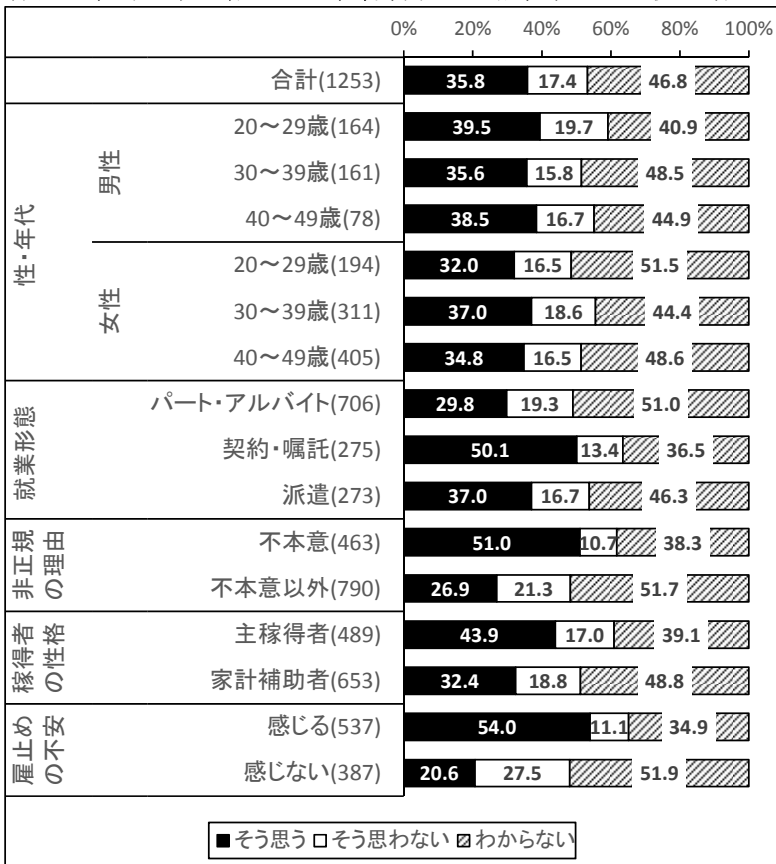 0% 20% 40% 60% 80% 100%
合計(1253) 35.8 17.4 46.8
性・年代
男性
20～29歳(164) 39.5 19.7 40.9
30～39歳(161) 35.6 15.8 48.5
40～49歳(78) 38.5 16.7 44.9
女性
20～29歳(194) 32.0 16.5 51.5
30～39歳(311) 37.0 18.6 44.4
40～49歳(405) 34.8 16.5 48.6
就業形態
パート・アルバイト(706) 29.8 19.3 51.0
契約・嘱託(275) 50.1 13.4 36.5
派遣(273) 37.0 16.7 46.3
非正規
の理由
不本意(463) 51.0 10.7 38.3
不本意以外(790) 26.9 21.3 51.7
稼得者
の性格
主稼得者(489) 43.9 17.0 39.1
家計補助者(653) 32.4 18.8 48.8
雇止め
の不安
感じる(537) 54.0 11.1 34.9
感じない(387) 20.6 27.5 51.9
そう思う そう思わない わからない